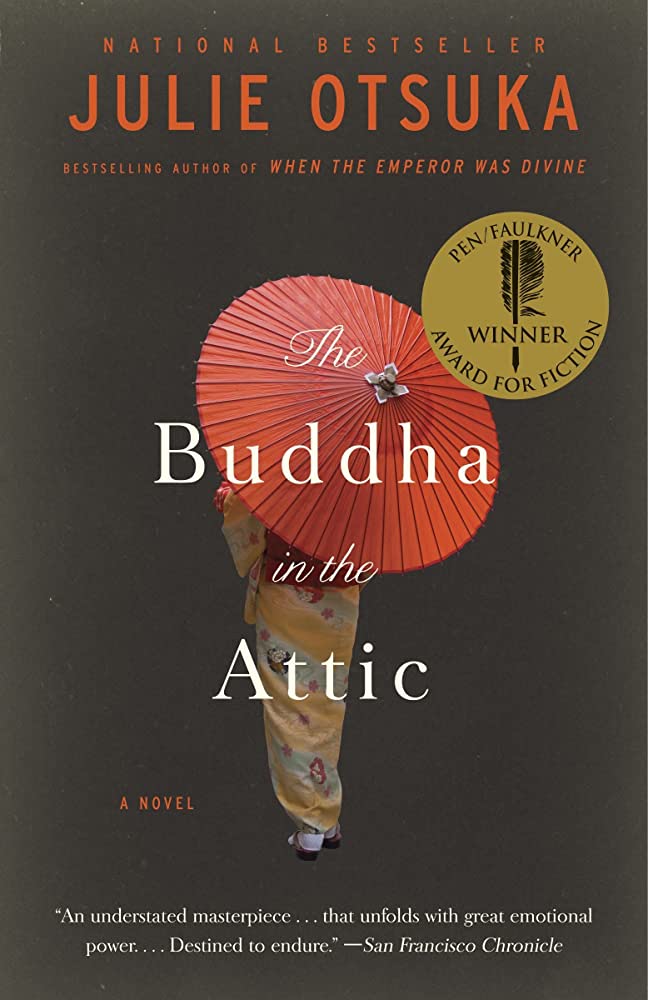 NATIONAL BESTSELLER
JULIE OTSUKA
BESTSELLING AUTHOR OF WHEN THE EMPEROR WAS DIVINE
PEN/FAULKNER
WINNER
AWARD FOR FICTION
The
Buddha
in the
Attic
A NOVEL
“An understated masterpiece . . . that unfolds with great emotional
power. . . . Destined to endure.” —San Francisco Chronicle